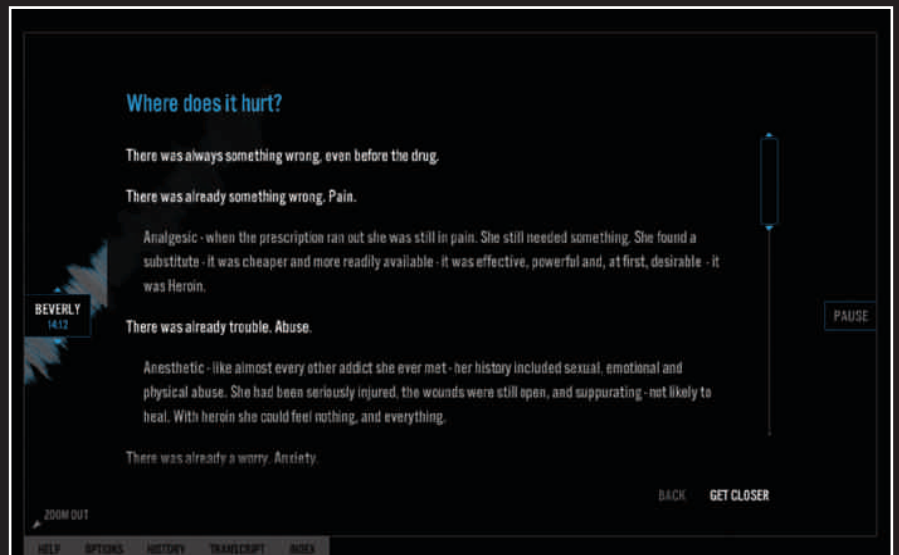 Where does it hurt?
There was always something wrong, even before the drug.
There was already something wrong. Pain.
Analgesic - when the prescription ran out she was still in pain. She still needed something. She found a
substitute - it was cheaper and more readily available - it was effective, powerful and, at first, desirable - it
was Heroin.
BEVERLY
14:12
PAUSE
There was already trouble. Abuse.
Anesthetic - like almost every other addict she ever met - her history included sexual, emotional and
physical abuse. She had been seriously injured, the wounds were still open, and suppurating - not likely to
heal. With heroin she could feel nothing, and everything.
There was already a worry. Anxiety.
BACK GET CLOSER
ZOOM OUT
HELP OPTIONS HISTORY TRANSCRIPT INDEX